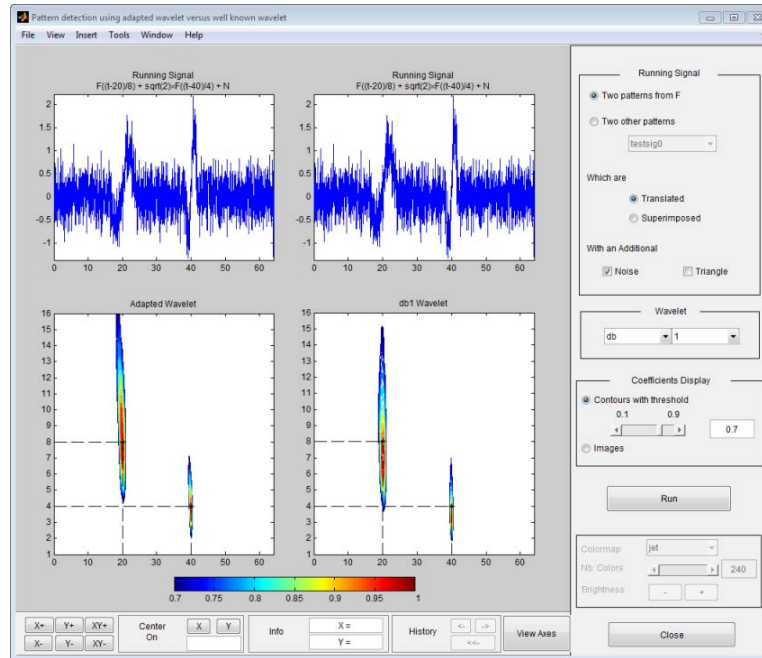 Pattern detection using adapted wavelet versus well known wavelet
File View Insert Tools Window Help
Running Signal
F((t-20)/8) + sqrt(2)×F((t-40)/4) + N
2
1.5
1
0.5
0
-0.5
-1
0 10 20 30 40 50 60
Running Signal
F((t-20)/8) + sqrt(2)×F((t-40)/4) + N
2
1.5
1
0.5
0
-0.5
-1
0 10 20 30 40 50 60
Adapted Wavelet
16
15
14
13
12
11
10
9
8
7
6
5
4
3
2
1
0 10 20 30 40 50 60
db1 Wavelet
16
15
14
13
12
11
10
9
8
7
6
5
4
3
2
1
0 10 20 30 40 50 60
0.7 0.75 0.8 0.85 0.9 0.95 1
Running Signal
Two patterns from F
Two other patterns
testsig0
Which are
Translated
Superimposed
With an Additional
Noise Triangle
Wavelet
db 1
Coefficients Display
Contours with threshold
0.1 0.9
0.7
Images
Run
Colormap jet
Nb. Colors 240
Brightness - +
Close
X+ Y+ XY+
X- Y- XY-
Center On
X Y
Info
X =
Y =
History
<- ->
<<-
View Axes